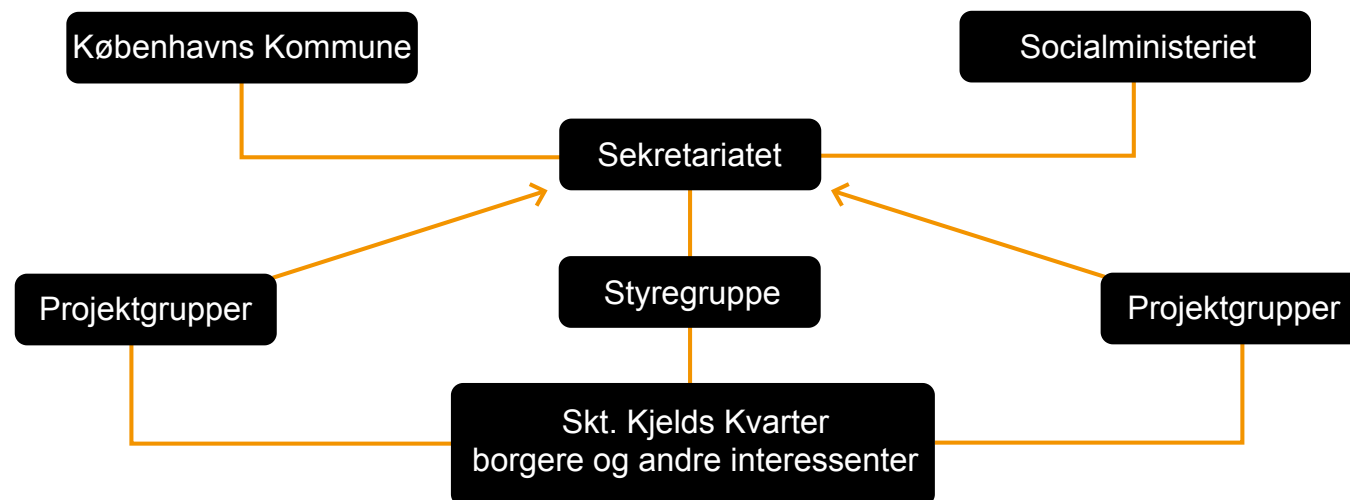 Københavns Kommune
Socialministeriet
Sekretariatet
Projektgrupper
Styregruppe
Projektgrupper
Skt. Kjelds Kvarter
borgere og andre interessenter